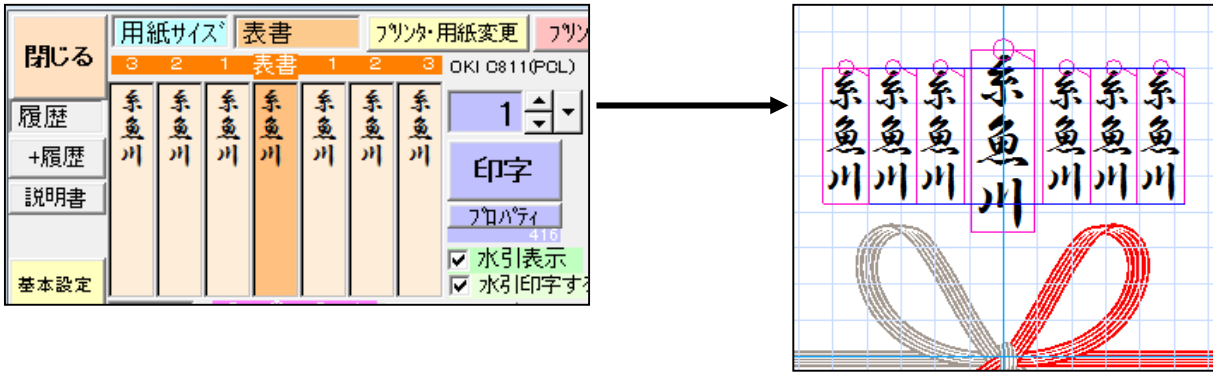 閉じる
用紙サイズ
表書
プリンタ・用紙変更
プリン
3 2 1 表書 1 2 3
OKI C811(PCL)
糸魚川 糸魚川 糸魚川 糸魚川 糸魚川 糸魚川 糸魚川
履歴
+履歴
説明書
基本設定
1
印字
プロパティ
416
水引表示
水引印字する
糸魚川 糸魚川 糸魚川 糸魚川 糸魚川 糸魚川 糸魚川